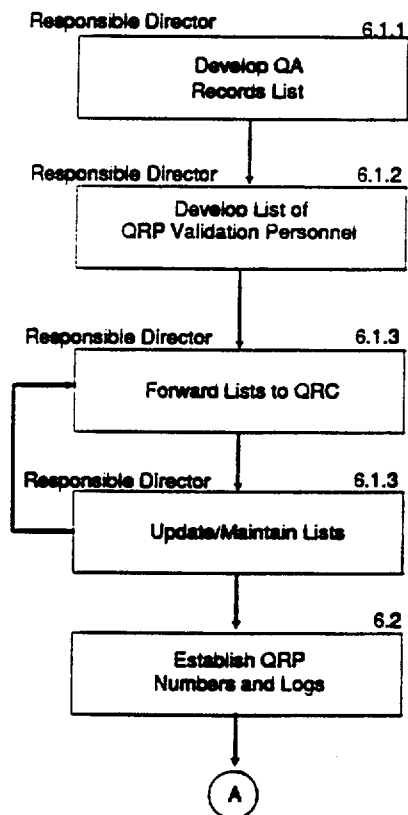 Responsible Director 6.1.1
Develop QA
Records List
Responsible Director 6.1.2
Develop List of
QRP Validation Personnel
Responsible Director 6.1.3
Forward Lists to QRC
Responsible Director 6.1.3
Update/Maintain Lists
6.2
Establish QRP
Numbers and Logs
A